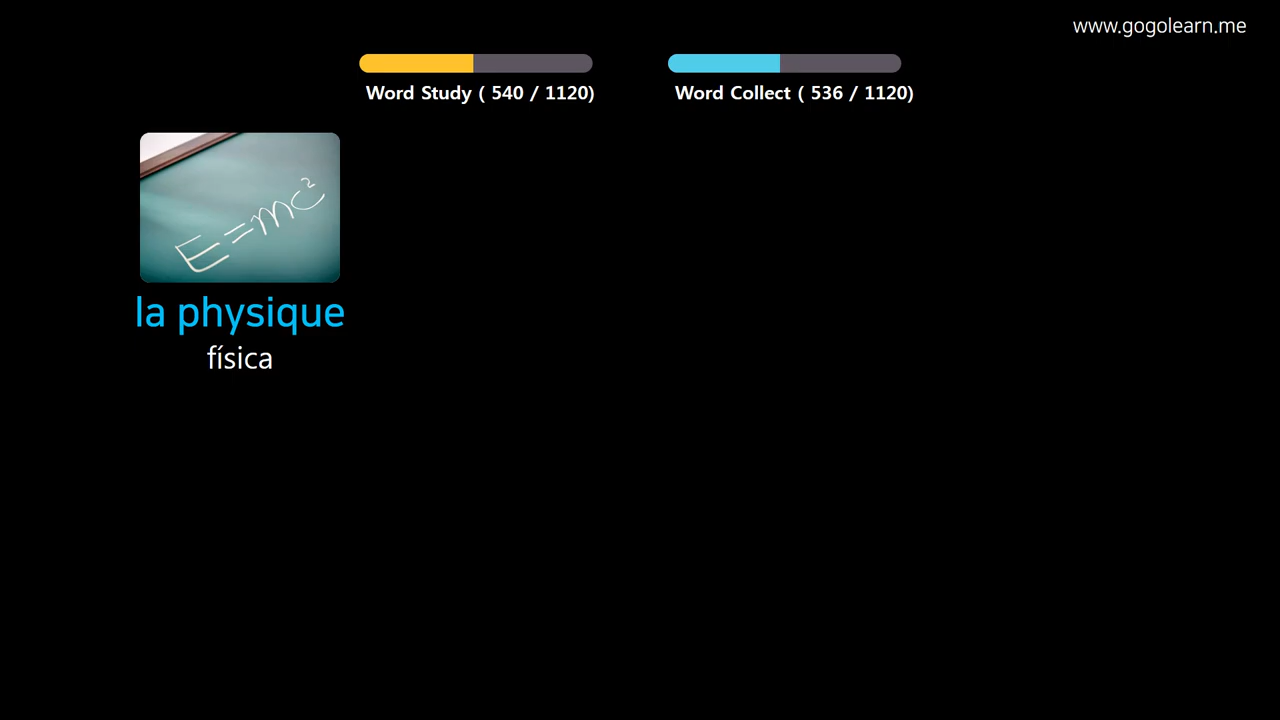 www.gogolearn.me
Word Study ( 540 / 1120)
Word Collect ( 536 / 1120)
E=mc²
la physique
física